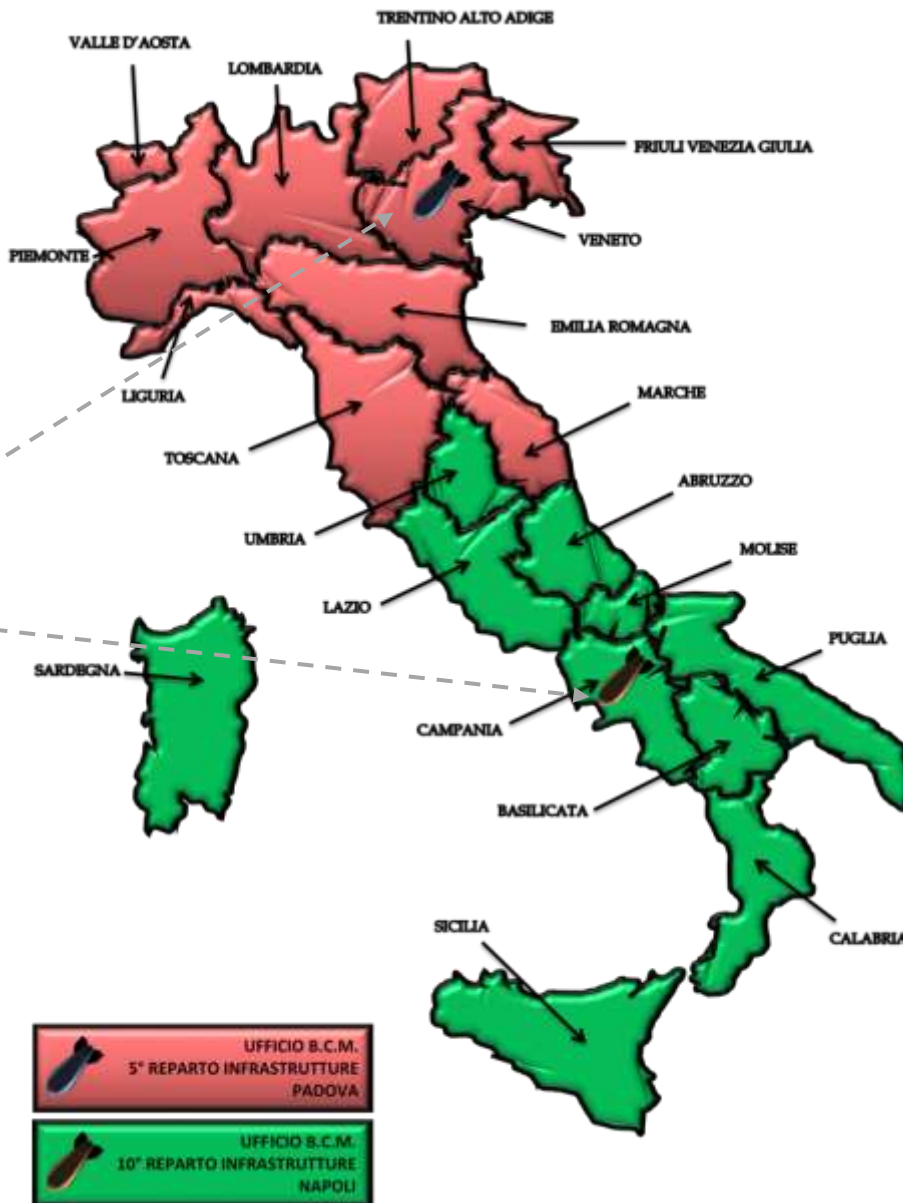 TRENTINO ALTO ADIGE
VALLE D'AOSTA
LOMBARDIA
FRIULI VENEZIA GIULIA
VENETO
PIEMONTE
EMILIA ROMAGNA
LIGURIA
MARCHE
TOSCANA
ABRUZZO
UMBRIA
MOLISE
LAZIO
PUGLIA
SARDEGNA
CAMPANIA
BASILICATA
SICILIA
CALABRIA
UFFICIO B.C.M.
5° REPARTO INFRASTRUTTURE
PADOVA
UFFICIO B.C.M.
10° REPARTO INFRASTRUTTURE
NAPOLI